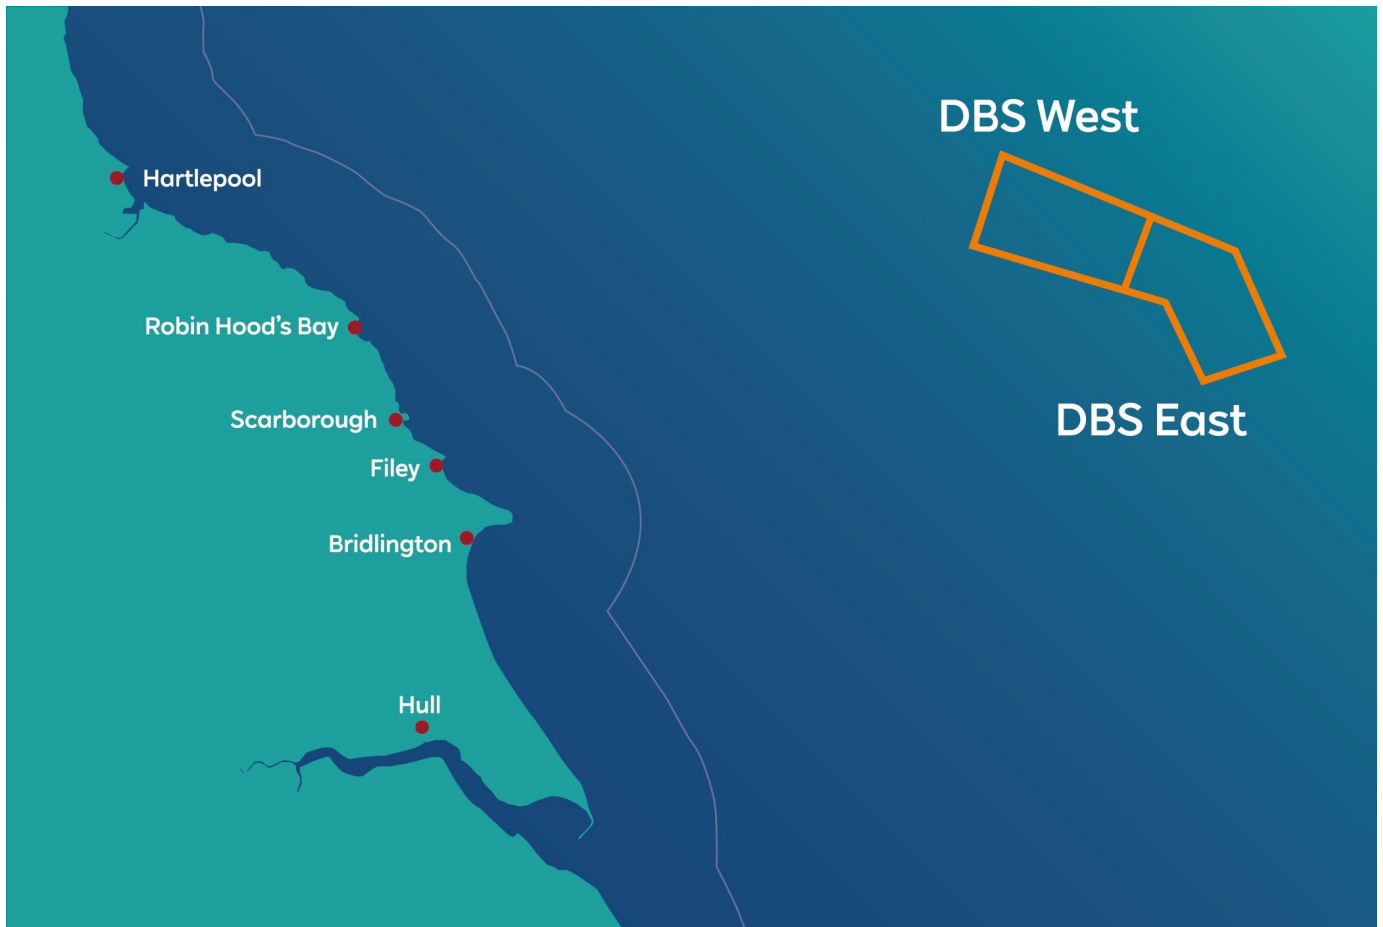 DBS West
Hartlepool
Robin Hood’s Bay
Scarborough
DBS East
Filey
Bridlington
Hull